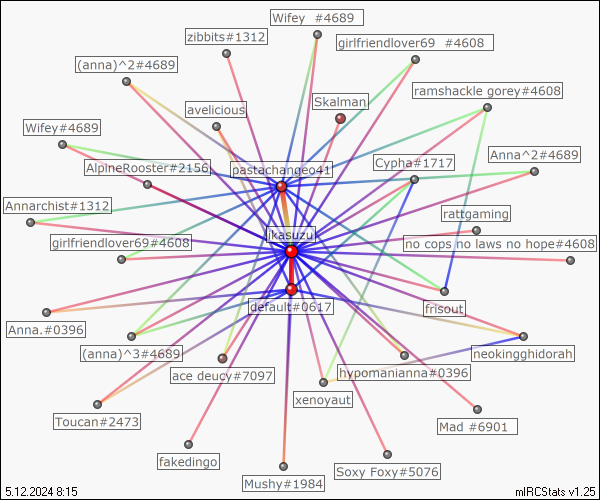 Wifey  #4689
zibbits#1312
girlfriendlover69  #4608
(anna)^2#4689
ramshackle gorey#4608
avelicious
Skalman
Wifey#4689
AlpineRooster#2156
pastachangeo41
Cypha#1717
Anna^2#4689
Annarchist#1312
rattgaming
jkasuzu
girlfriendlover69#4608
no cops no laws no hope#4608
default#0617
frisout
Anna.#0396
(anna)^3#4689
neokingghidorah
ace deucy#7097
hypomanianna#0396
xenoyaut
Toucan#2473
Mad #6901
fakedingo
Mushy#1984
Soxy Foxy#5076
5.12.2024 8:15
mIRCStats v1.25